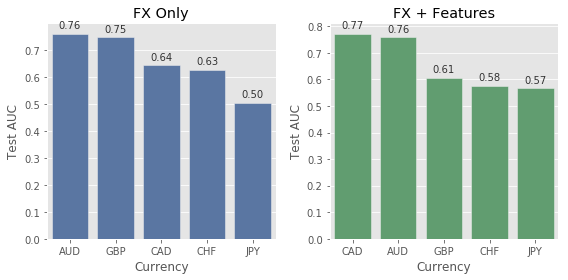 FX Only
0.76 0.75 0.64 0.63 0.50
0.7
0.6
0.5
0.4
0.3
0.2
0.1
0.0
Test AUC
AUD GBP CAD CHF JPY
Currency
FX + Features
0.77 0.76 0.61 0.58 0.57
0.8
0.7
0.6
0.5
0.4
0.3
0.2
0.1
0.0
Test AUC
CAD AUD GBP CHF JPY
Currency